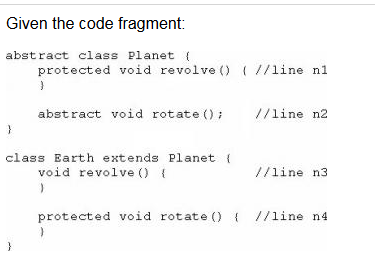 Given the code fragment:
abstract class Planet {
    protected void revolve() { //line n1
    }
    abstract void rotate();    //line n2
}
class Earth extends Planet {
    void revolve() {           //line n3
    }
    protected void rotate() {  //line n4
    }
}